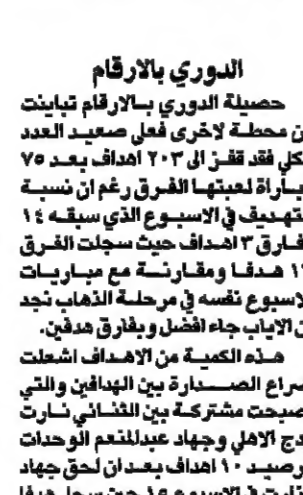 الدوري بالارقام
حصيلة الدوري بالارقام تباينت
من محطة لاخرى فعلى صعيد العدد
فقد قفز الى ٢٠٣ اهداف بعد ٧٥
مباراة لعبتها الفرق رغم ان نسبة
التهديف في الاسبوع الذي سبقه ١٤
بفارق ٣ اهداف حيث سجلت الفرق
هدفا ومقارنة مع مباريات
الاسبوع نفسه في مرحلة الذهاب نجد
ان الاياب جاء افضل وبفارق هدفين.
هذه الكمية من الاهداف اشعلت
صراع الصدارة بين الهدافين والتي
اصبحت مشتركة بين الثنائي نارت
الاهلي وجهاد عبدالمنعم الوحدات
برصيد ١٠ اهداف بعد ان لحق جهاد